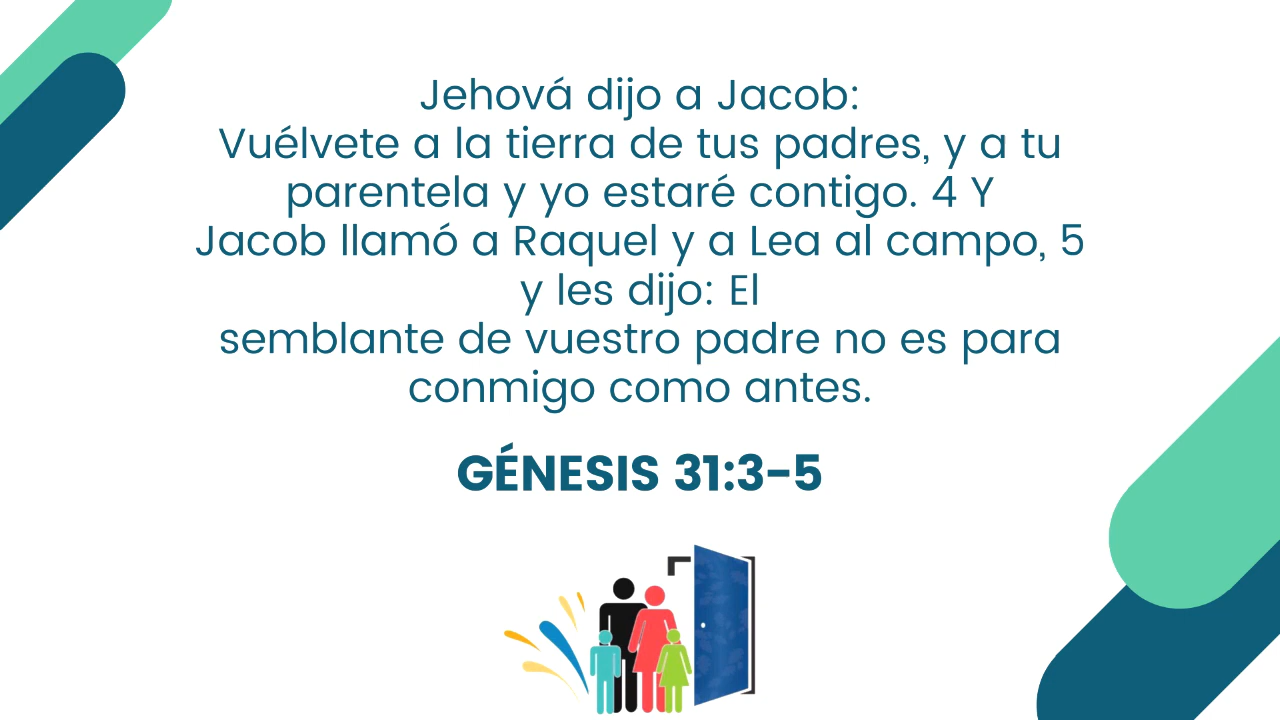 Jehová dijo a Jacob:
Vuélvete a la tierra de tus padres, y a tu
parentela y yo estaré contigo. 4 Y
Jacob llamó a Raquel y a Lea al campo, 5
y les dijo: El
semblante de vuestro padre no es para
conmigo como antes.
GÉNESIS 31:3-5